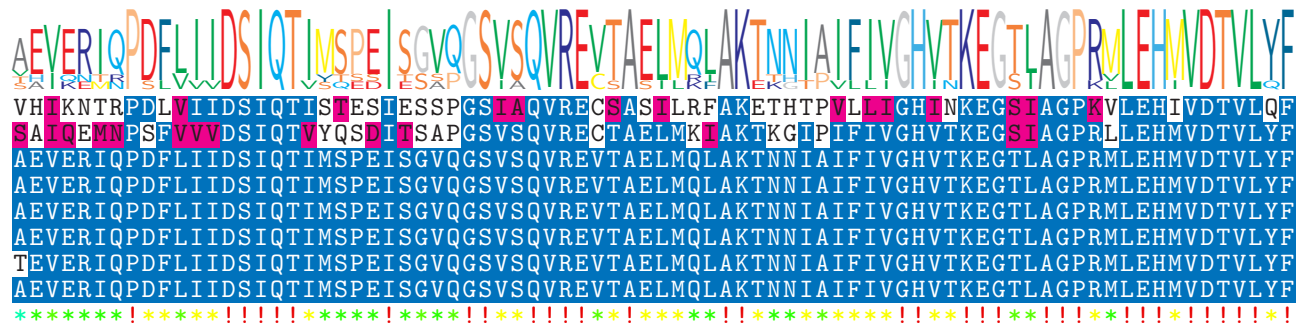 AEVERIQPDFLIIDSIQTIMSPEISGVQGSVSQVREVTAELMQLAKTNNIAIFIVGHVTKEGTLAGPRMLEHMVDTVLYF
VHIKNTRPDLVIIDSIQTISTESIESSPGSIAQVRECSASILRFAKETHTPVLLIGHINKEGSIAGPKVLEHIVDTVLQF
SAIQEMNPSFVVVDSIQTVYQSDITSAPGSVSQVRECTAELMKIAKTKGIPIFIVGHVTKEGSIAGPRLLEHMVDTVLYF
AEVERIQPDFLIIDSIQTIMSPEISGVQGSVSQVREVTAELMQLAKTNNIAIFIVGHVTKEGTLAGPRMLEHMVDTVLYF
AEVERIQPDFLIIDSIQTIMSPEISGVQGSVSQVREVTAELMQLAKTNNIAIFIVGHVTKEGTLAGPRMLEHMVDTVLYF
AEVERIQPDFLIIDSIQTIMSPEISGVQGSVSQVREVTAELMQLAKTNNIAIFIVGHVTKEGTLAGPRMLEHMVDTVLYF
AEVERIQPDFLIIDSIQTIMSPEISGVQGSVSQVREVTAELMQLAKTNNIAIFIVGHVTKEGTLAGPRMLEHMVDTVLYF
TEVERIQPDFLIIDSIQTIMSPEISGVQGSVSQVREVTAELMQLAKTNNIAIFIVGHVTKEGTLAGPRMLEHMVDTVLYF
AEVERIQPDFLIIDSIQTIMSPEISGVQGSVSQVREVTAELMQLAKTNNIAIFIVGHVTKEGTLAGPRMLEHMVDTVLYF
*******!*****!!!!!*****!****!!**!!!!**!*****!!*********!!**!!!**!!!**!!!*!!!!!*!